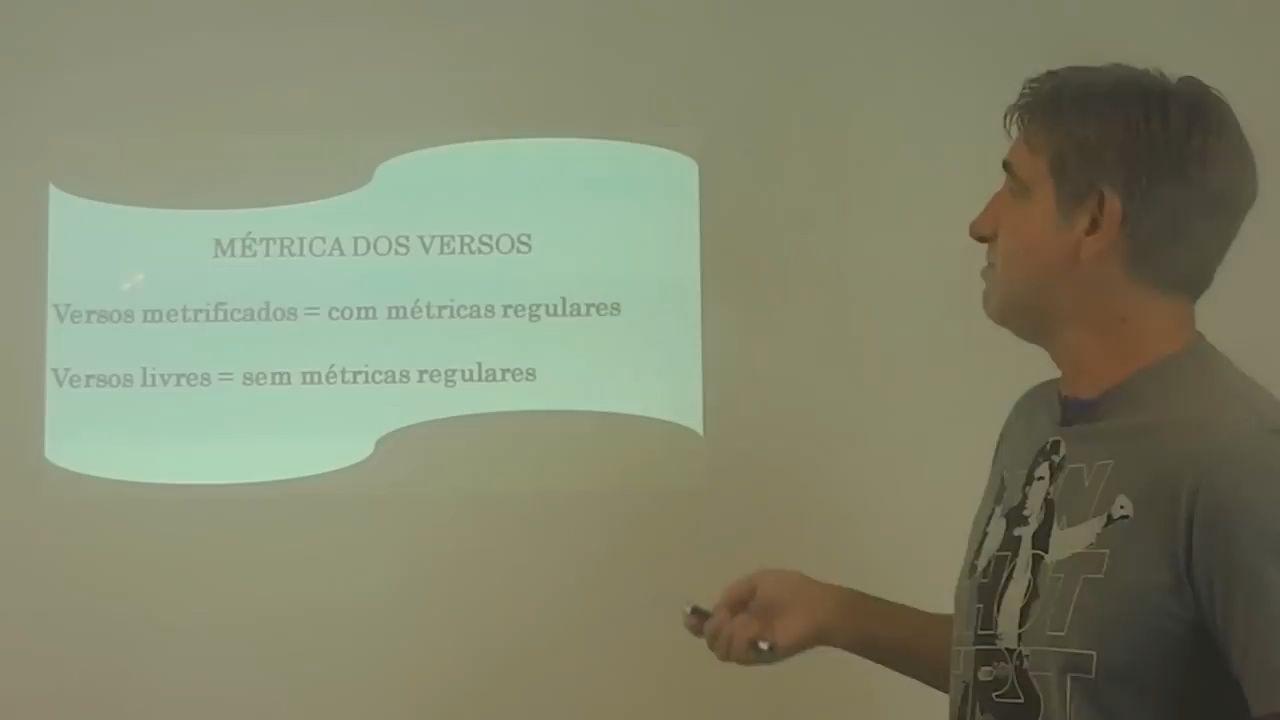 MÉTRICA DOS VERSOS
Versos metrificados = com métricas regulares
Versos livres = sem métricas regulares